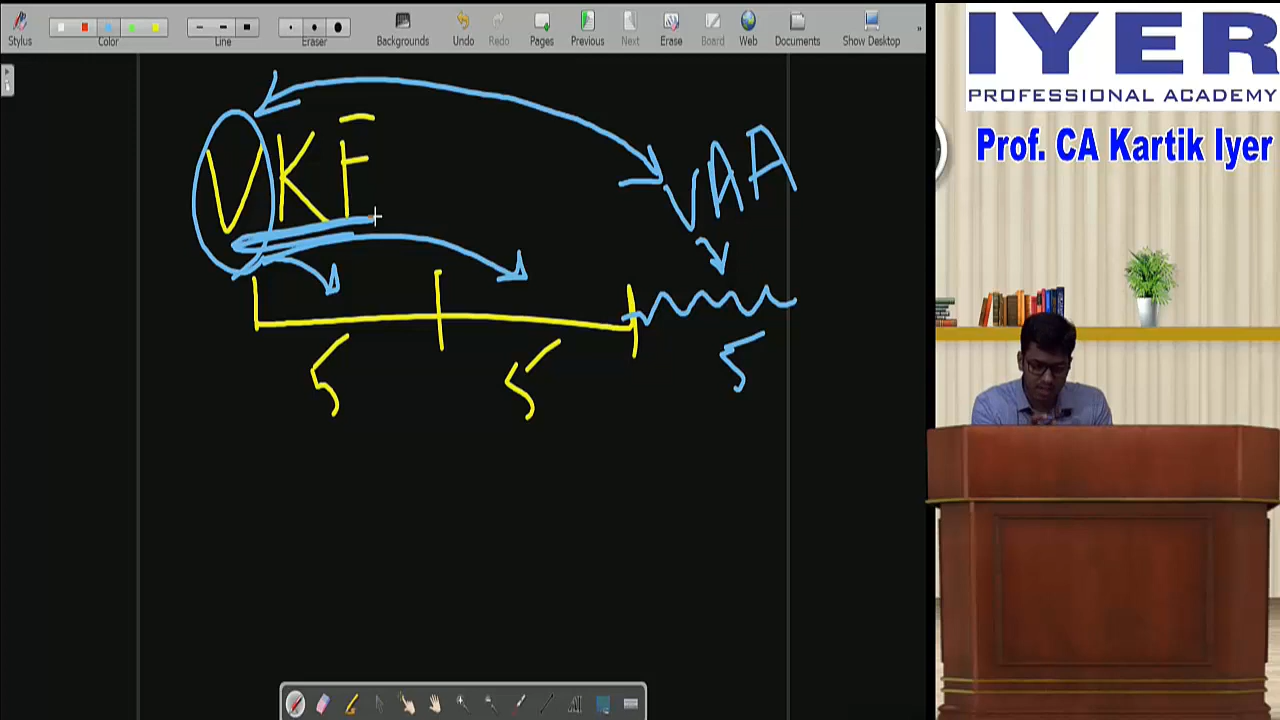 Stylus
Color
Line
Eraser
Backgrounds
Undo
Redo
Pages
Previous
Next
Erase
Board
Web
Documents
Show Desktop
»
IYER
PROFESSIONAL ACADEMY
Prof. CA Kartik Iyer
VKF
VAA
5
5
5